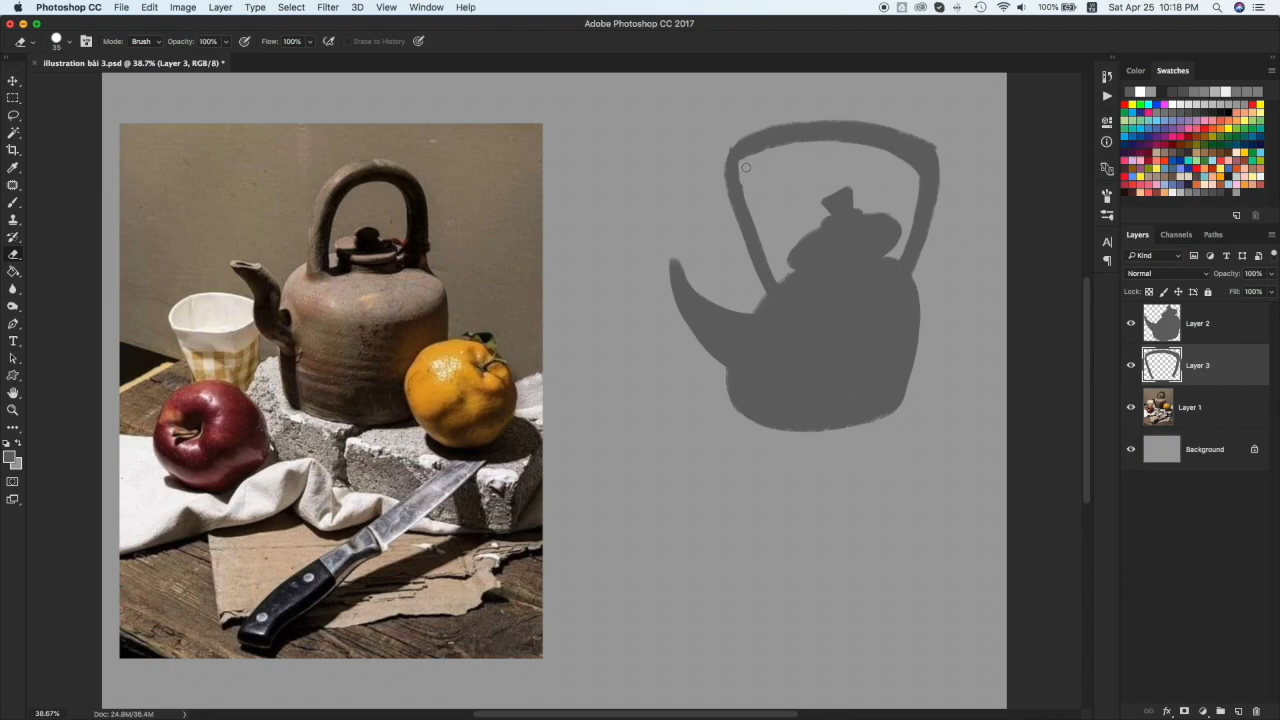 Photoshop CC File Edit Image Layer Type Select Filter 3D View Window Help 100% Sat Apr 25 10:18 PM
Adobe Photoshop CC 2017
35 Mode: Brush Opacity: 100% Flow: 100% Erase to History
× illustration bài 3.psd @ 38.7% (Layer 3, RGB/8) *
Color Swatches
Layers Channels Paths
Kind
Normal Opacity: 100%
Lock: Fill: 100%
Layer 2
Layer 3
Layer 1
Background
38.67% Doc: 24.9M/36.4M